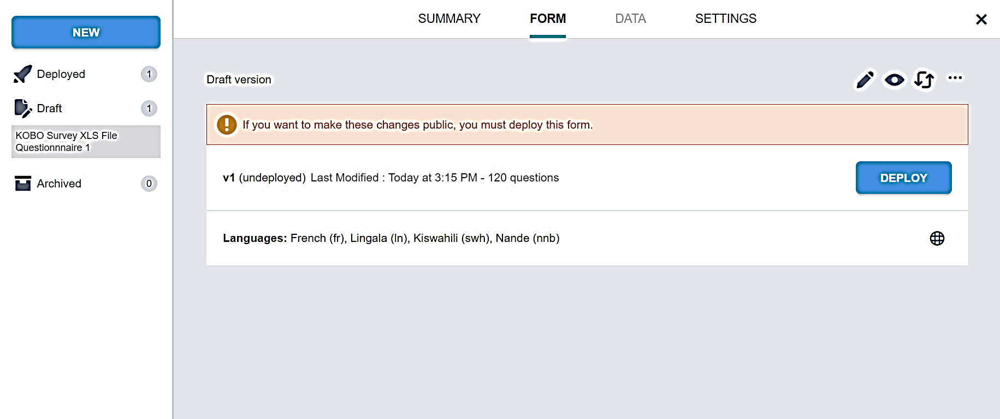 NEW
Deployed 1
Draft 1
KOBO Survey XLS File
Questionnnaire 1
Archived 0
SUMMARY FORM DATA SETTINGS
Draft version
If you want to make these changes public, you must deploy this form.
v1 (undeployed) Last Modified : Today at 3:15 PM - 120 questions
DEPLOY
Languages: French (fr), Lingala (ln), Kiswahili (swh), Nande (nnb)